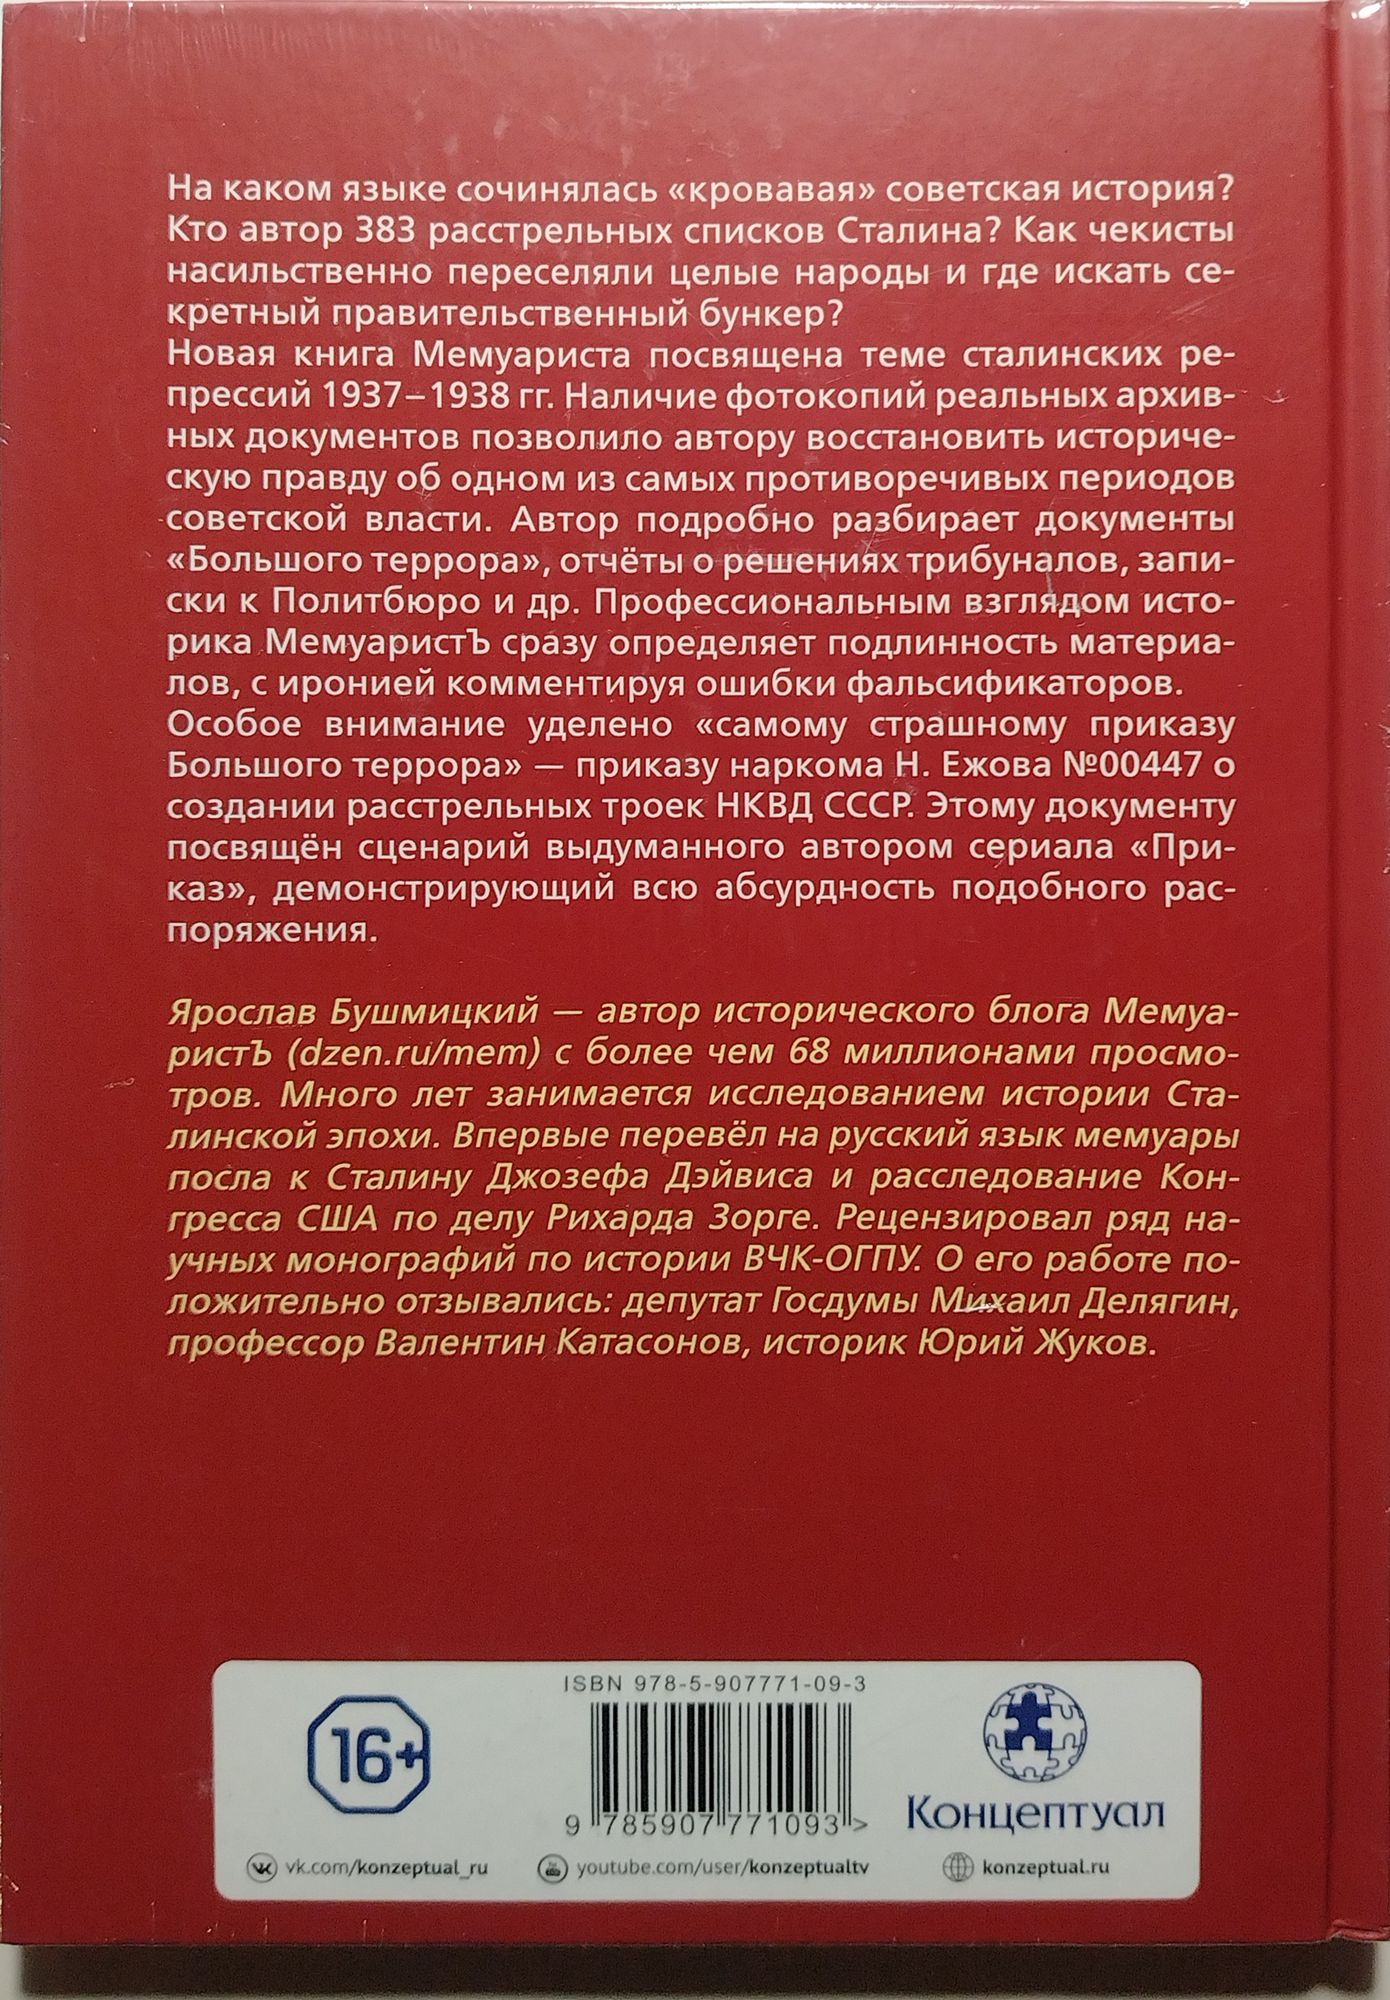 На каком языке сочинялась «кровавая» советская история?
Кто автор 383 расстрельных списков Сталина? Как чекисты
насильственно переселяли целые народы и где искать се-
кретный правительственный бункер?
Новая книга Мемуариста посвящена теме сталинских ре-
прессий 1937–1938 гг. Наличие фотокопий реальных архив-
ных документов позволило автору восстановить историче-
скую правду об одном из самых противоречивых периодов
советской власти. Автор подробно разбирает документы
«Большого террора», отчёты о решениях трибуналов, запи-
ски к Политбюро и др. Профессиональным взглядом исто-
рика МемуаристЪ сразу определяет подлинность материа-
лов, с иронией комментируя ошибки фальсификаторов.
Особое внимание уделено «самому страшному приказу
Большого террора» — приказу наркома Н. Ежова №00447 о
создании расстрельных троек НКВД СССР. Этому документу
посвящён сценарий выдуманного автором сериала «При-
каз», демонстрирующий всю абсурдность подобного рас-
поряжения.
Ярослав Бушмицкий — автор исторического блога Мемуа-
ристЪ (dzen.ru/mem) с более чем 68 миллионами просмо-
тров. Много лет занимается исследованием истории Ста-
линской эпохи. Впервые перевёл на русский язык мемуары
посла к Сталину Джозефа Дэйвиса и расследование Кон-
гресса США по делу Рихарда Зорге. Рецензировал ряд на-
учных монографий по истории ВЧК-ОГПУ. О его работе по-
ложительно отзывались: депутат Госдумы Михаил Делягин,
профессор Валентин Катасонов, историк Юрий Жуков.
ISBN 978-5-907771-09-3
16+
9 785907 771093 >
Концептуал
vk.com/konzeptual_ru
youtube.com/user/konzeptualtv
konzeptual.ru